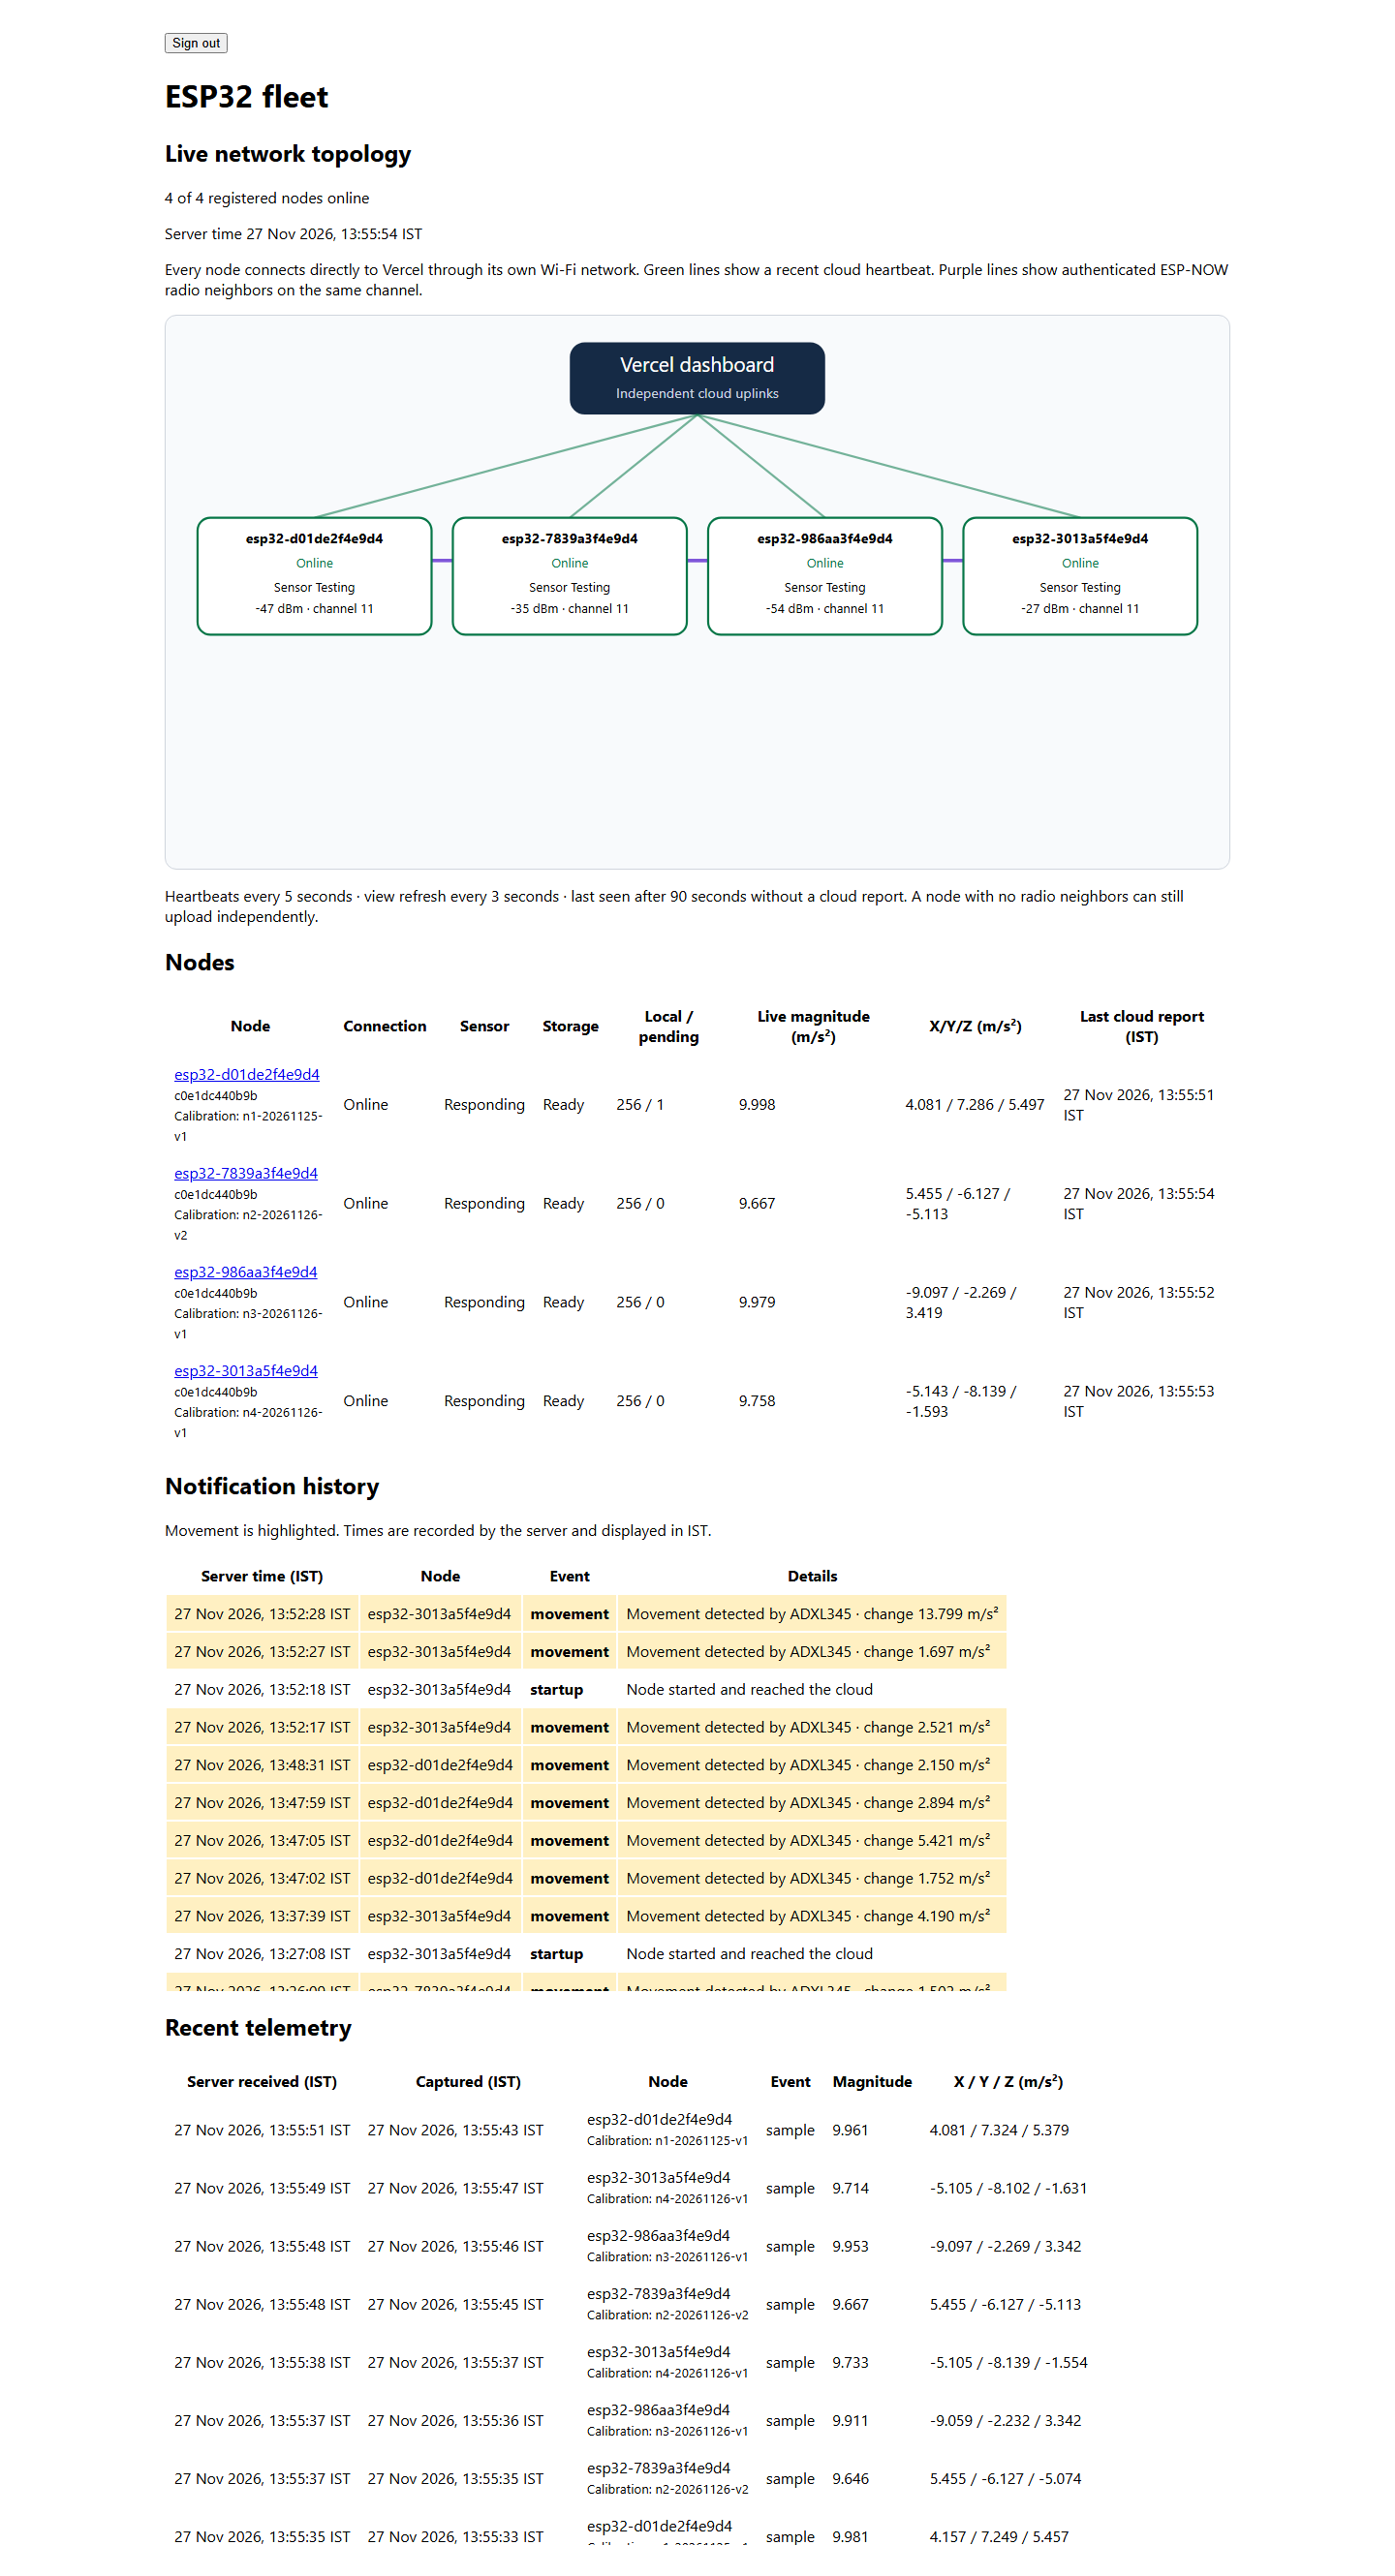 Sign out
ESP32 fleet
Live network topology
4 of 4 registered nodes online
Server time 27 Nov 2026, 13:55:54 IST
Every node connects directly to Vercel through its own Wi-Fi network. Green lines show a recent cloud heartbeat. Purple lines show authenticated ESP-NOW
radio neighbors on the same channel.
Vercel dashboard
Independent cloud uplinks
esp32-d01de2f4e9d4 esp32-7839a3f4e9d4 esp32-986aa3f4e9d4 esp32-3013a5f4e9d4
Online Online Online Online
Sensor Testing Sensor Testing Sensor Testing Sensor Testing
-47 dBm · channel 11 -35 dBm · channel 11 -54 dBm · channel 11 -27 dBm · channel 11
Heartbeats every 5 seconds · view refresh every 3 seconds · last seen after 90 seconds without a cloud report. A node with no radio neighbors can still
upload independently.
Nodes
Node Connection Sensor Storage Local / pending Live magnitude (m/s²) X/Y/Z (m/s²) Last cloud report (IST)
esp32-d01de2f4e9d4
c0e1dc440b9b
Calibration: n1-20261125-
v1
Online Responding Ready 256 / 1 9.998 4.081 / 7.286 / 5.497 27 Nov 2026, 13:55:51 IST
esp32-7839a3f4e9d4
c0e1dc440b9b
Calibration: n2-20261126-
v2
Online Responding Ready 256 / 0 9.667 5.455 / -6.127 / -5.113 27 Nov 2026, 13:55:54 IST
esp32-986aa3f4e9d4
c0e1dc440b9b
Calibration: n3-20261126-
v1
Online Responding Ready 256 / 0 9.979 -9.097 / -2.269 / 3.419 27 Nov 2026, 13:55:52 IST
esp32-3013a5f4e9d4
c0e1dc440b9b
Calibration: n4-20261126-
v1
Online Responding Ready 256 / 0 9.758 -5.143 / -8.139 / -1.593 27 Nov 2026, 13:55:53 IST
Notification history
Movement is highlighted. Times are recorded by the server and displayed in IST.
Server time (IST) Node Event Details
27 Nov 2026, 13:52:28 IST esp32-3013a5f4e9d4 movement Movement detected by ADXL345 · change 13.799 m/s²
27 Nov 2026, 13:52:27 IST esp32-3013a5f4e9d4 movement Movement detected by ADXL345 · change 1.697 m/s²
27 Nov 2026, 13:52:18 IST esp32-3013a5f4e9d4 startup Node started and reached the cloud
27 Nov 2026, 13:52:17 IST esp32-3013a5f4e9d4 movement Movement detected by ADXL345 · change 2.521 m/s²
27 Nov 2026, 13:48:31 IST esp32-d01de2f4e9d4 movement Movement detected by ADXL345 · change 2.150 m/s²
27 Nov 2026, 13:47:59 IST esp32-d01de2f4e9d4 movement Movement detected by ADXL345 · change 2.894 m/s²
27 Nov 2026, 13:47:05 IST esp32-d01de2f4e9d4 movement Movement detected by ADXL345 · change 5.421 m/s²
27 Nov 2026, 13:47:02 IST esp32-d01de2f4e9d4 movement Movement detected by ADXL345 · change 1.752 m/s²
27 Nov 2026, 13:37:39 IST esp32-3013a5f4e9d4 movement Movement detected by ADXL345 · change 4.190 m/s²
27 Nov 2026, 13:27:08 IST esp32-3013a5f4e9d4 startup Node started and reached the cloud
Recent telemetry
Server received (IST) Captured (IST) Node Event Magnitude X / Y / Z (m/s²)
27 Nov 2026, 13:55:51 IST 27 Nov 2026, 13:55:43 IST esp32-d01de2f4e9d4 sample 9.961 4.081 / 7.324 / 5.379
Calibration: n1-20261125-v1
27 Nov 2026, 13:55:49 IST 27 Nov 2026, 13:55:47 IST esp32-3013a5f4e9d4 sample 9.714 -5.105 / -8.102 / -1.631
Calibration: n4-20261126-v1
27 Nov 2026, 13:55:48 IST 27 Nov 2026, 13:55:46 IST esp32-986aa3f4e9d4 sample 9.953 -9.097 / -2.269 / 3.342
Calibration: n3-20261126-v1
27 Nov 2026, 13:55:48 IST 27 Nov 2026, 13:55:45 IST esp32-7839a3f4e9d4 sample 9.667 5.455 / -6.127 / -5.113
Calibration: n2-20261126-v2
27 Nov 2026, 13:55:38 IST 27 Nov 2026, 13:55:37 IST esp32-3013a5f4e9d4 sample 9.733 -5.105 / -8.139 / -1.554
Calibration: n4-20261126-v1
27 Nov 2026, 13:55:37 IST 27 Nov 2026, 13:55:36 IST esp32-986aa3f4e9d4 sample 9.911 -9.059 / -2.232 / 3.342
Calibration: n3-20261126-v1
27 Nov 2026, 13:55:37 IST 27 Nov 2026, 13:55:35 IST esp32-7839a3f4e9d4 sample 9.646 5.455 / -6.127 / -5.074
Calibration: n2-20261126-v2
27 Nov 2026, 13:55:35 IST 27 Nov 2026, 13:55:33 IST esp32-d01de2f4e9d4 sample 9.981 4.157 / 7.249 / 5.457